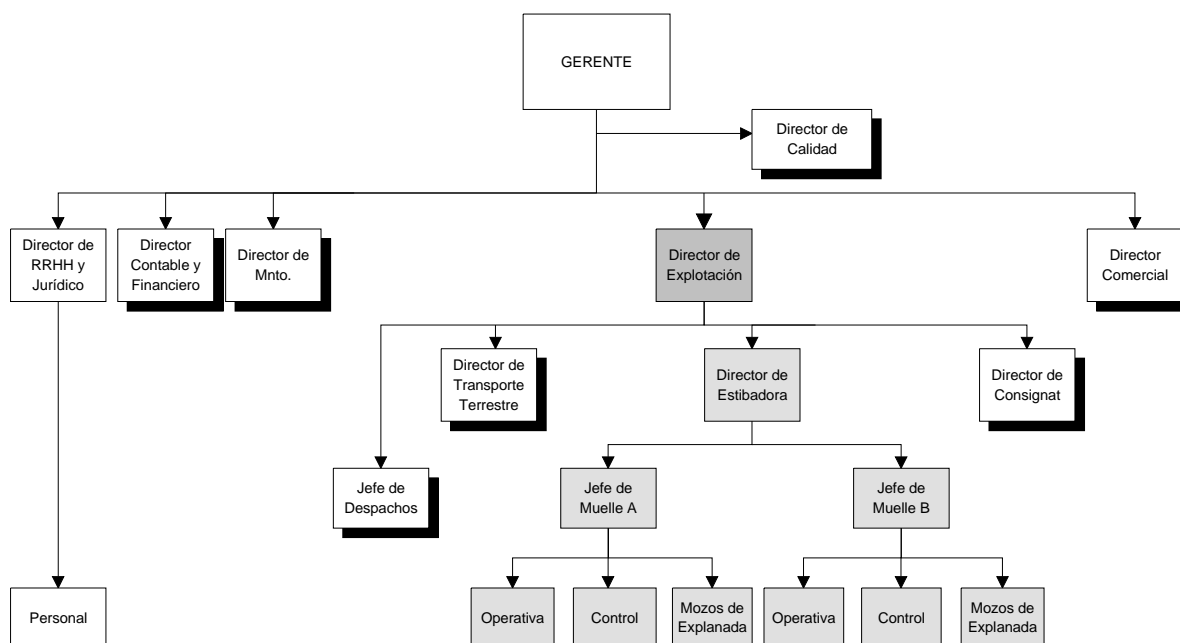 GERENTE
Director de
Calidad
Director de
RRHH y
Jurídico
Director
Contable y
Financiero
Director de
Mnto.
Director de
Explotación
Director
Comercial
Director de
Transporte
Terrestre
Director de
Estibadora
Director de
Consignat
Jefe de
Despachos
Jefe de
Muelle A
Jefe de
Muelle B
Personal
Operativa
Control
Mozos de
Explanada
Operativa
Control
Mozos de
Explanada